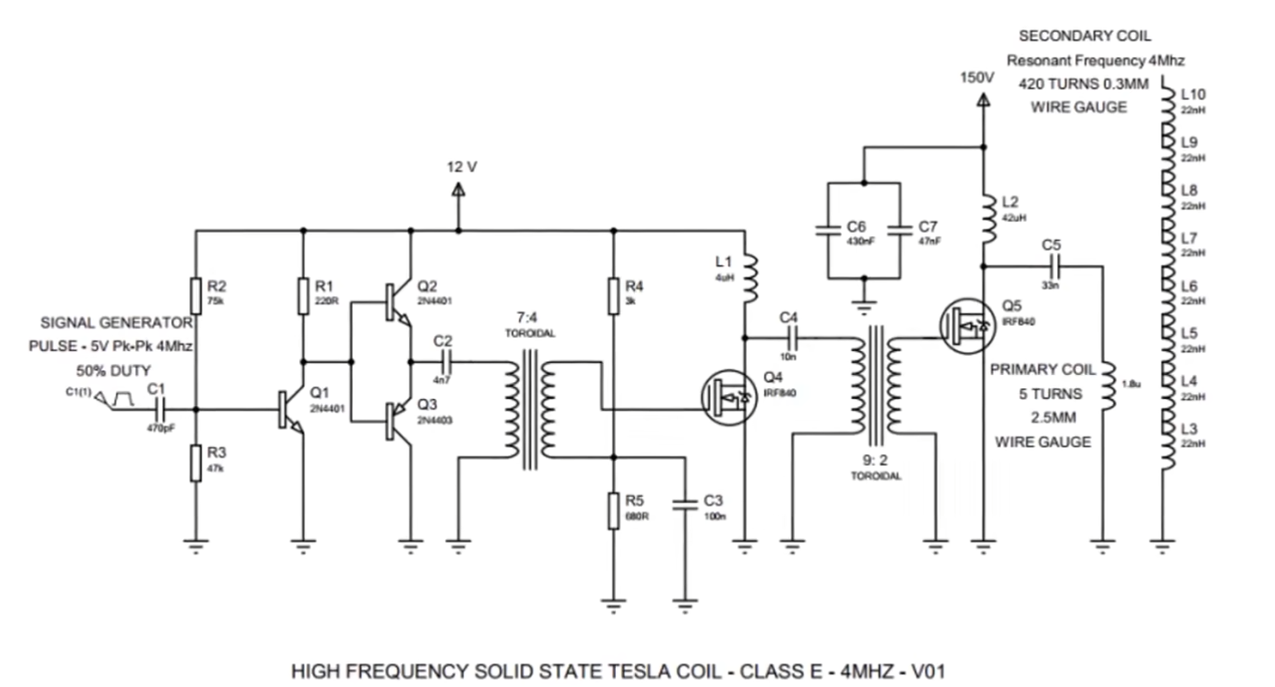 SECONDARY COIL
Resonant Frequency 4Mhz
420 TURNS 0.3MM
WIRE GAUGE
150V
L10
22nH
L9
22nH
L8
22nH
L7
22nH
L6
22nH
L5
22nH
L4
22nH
L3
22nH
12 V
L2
42uH
C6
430nF
C7
47nF
C5
33n
L1
4uH
R2
75k
R1
220R
Q2
2N4401
R4
3k
Q5
IRF840
SIGNAL GENERATOR
PULSE - 5V Pk-Pk 4Mhz
50% DUTY
C1(1)
C1
470pF
7:4
TOROIDAL
C2
4n7
C4
10n
Q1
2N4401
Q3
2N4403
Q4
IRF840
PRIMARY COIL
5 TURNS
2.5MM
WIRE GAUGE
1.8u
R3
47k
9: 2
TOROIDAL
R5
680R
C3
100n
HIGH FREQUENCY SOLID STATE TESLA COIL - CLASS E - 4MHZ - V01